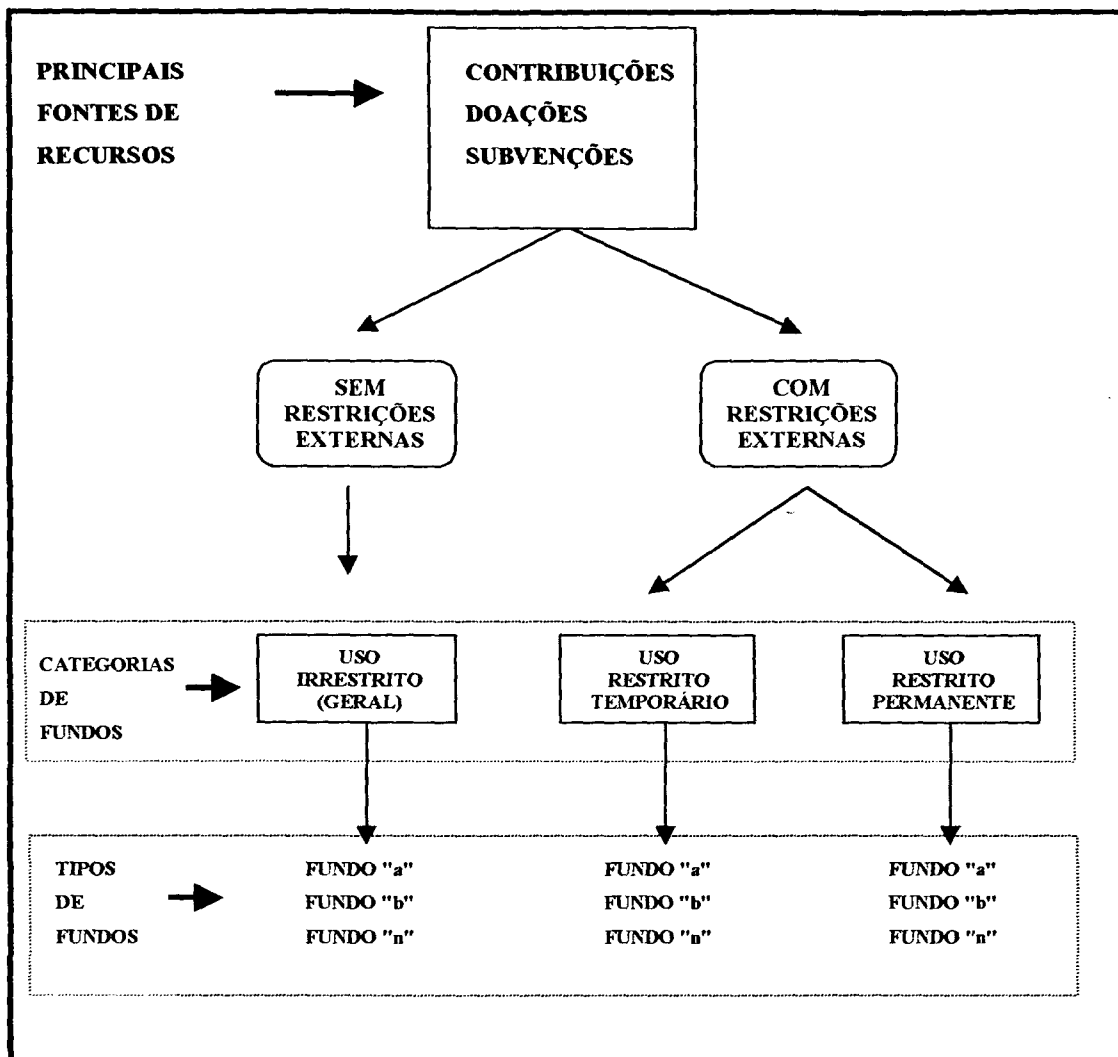 PRINCIPAIS
FONTES DE
RECURSOS
CONTRIBUIÇÕES
DOAÇÕES
SUBVENÇÕES
SEM
RESTRIÇÕES
EXTERNAS
COM
RESTRIÇÕES
EXTERNAS
CATEGORIAS
DE
FUNDOS
USO
IRRESTRITO
(GERAL)
USO
RESTRITO
TEMPORÁRIO
USO
RESTRITO
PERMANENTE
TIPOS
DE
FUNDOS
FUNDO "a"
FUNDO "b"
FUNDO "n"
FUNDO "a"
FUNDO "b"
FUNDO "n"
FUNDO "a"
FUNDO "b"
FUNDO "n"